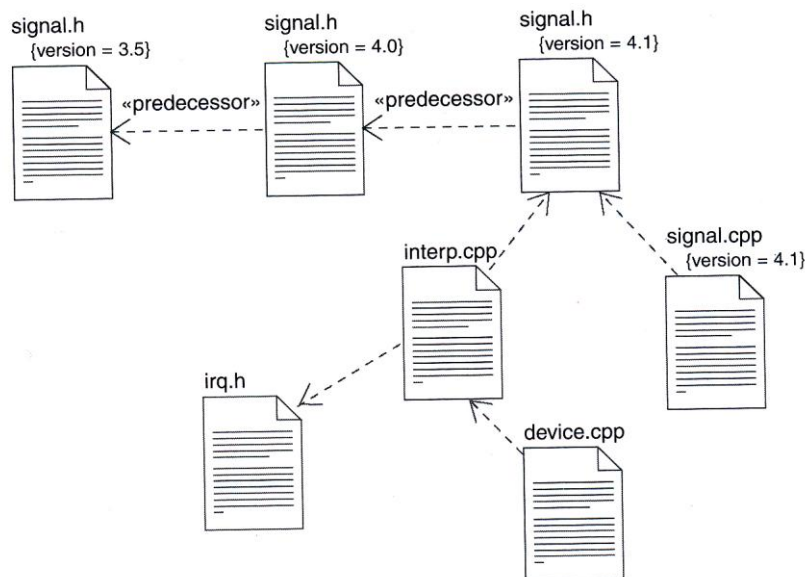 signal.h
{version = 3.5}
signal.h
{version = 4.0}
signal.h
{version = 4.1}
«predecessor»
«predecessor»
interp.cpp
signal.cpp
{version = 4.1}
irq.h
device.cpp